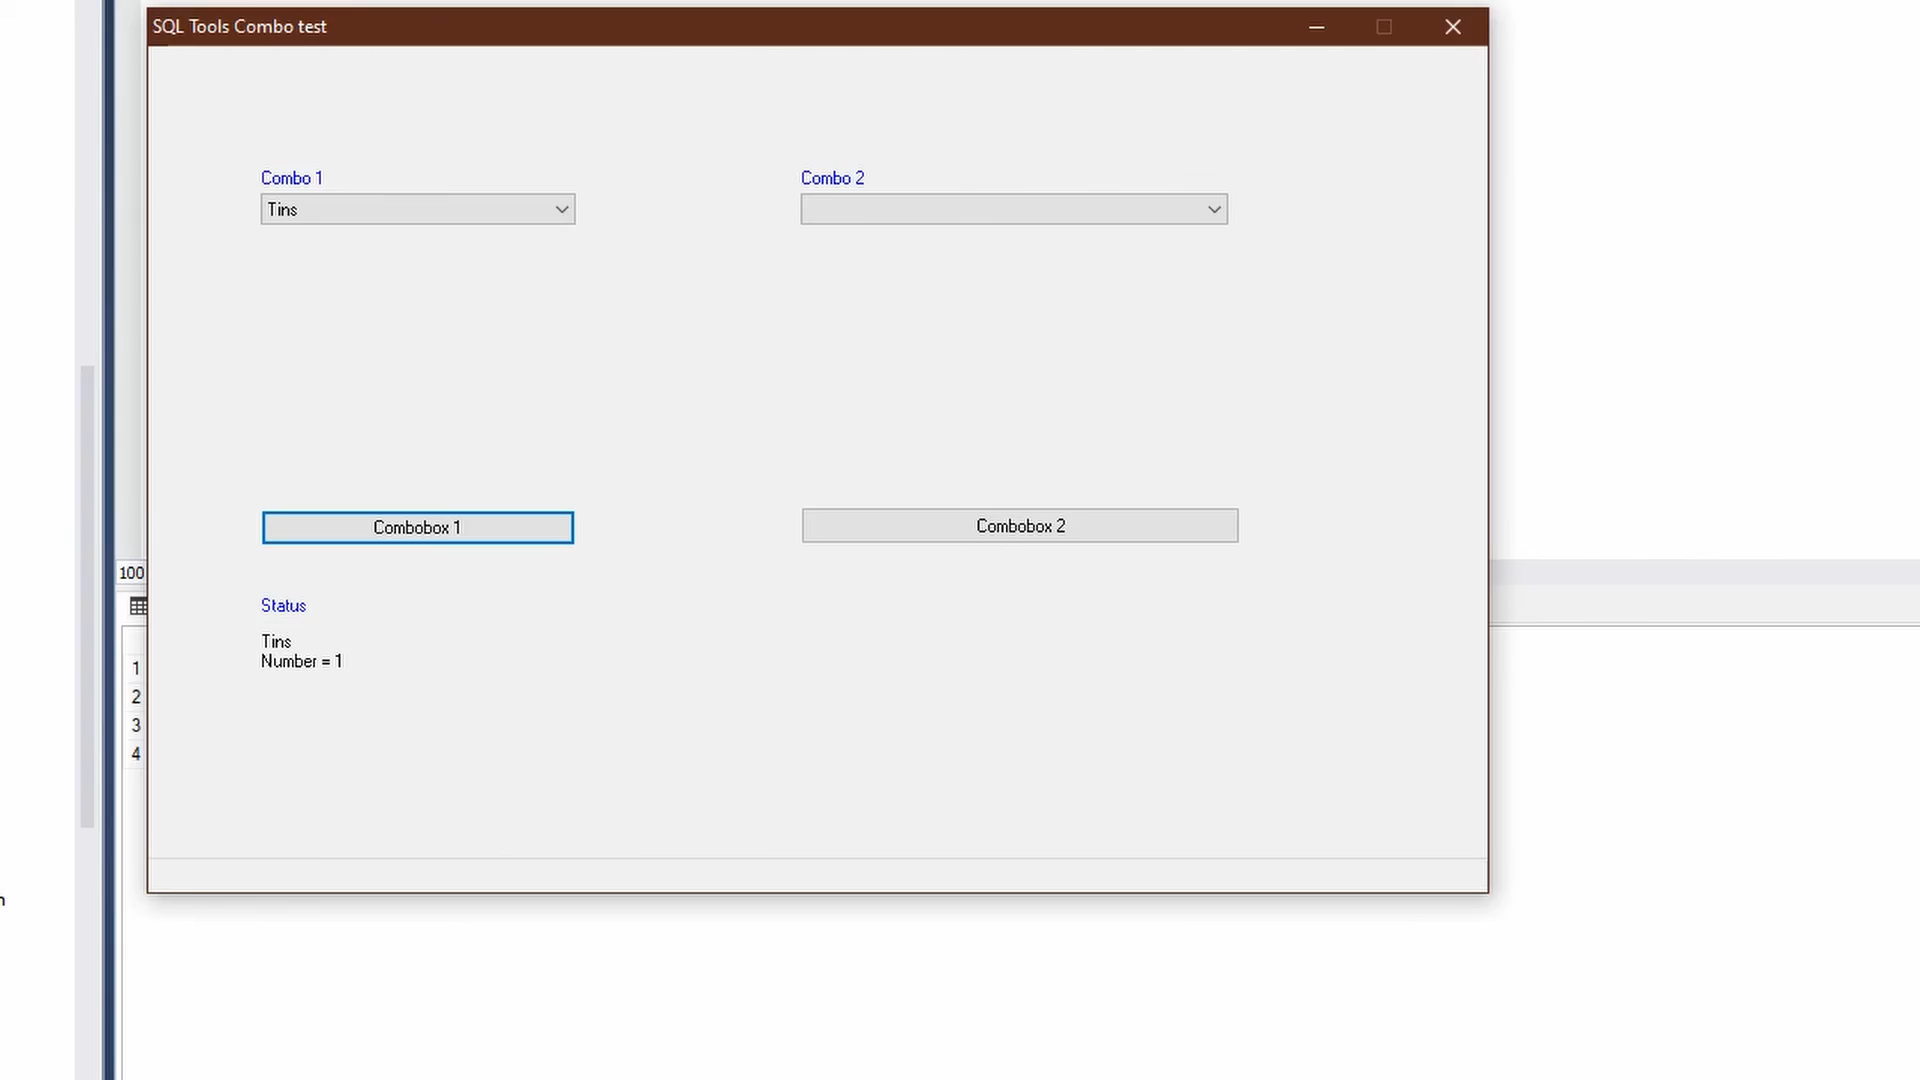 SQL Tools Combo test
Combo 1
Combo 2
Tins
Combobox 1
Combobox 2
100
Status
Tins
Number = 1
1
2
3
4